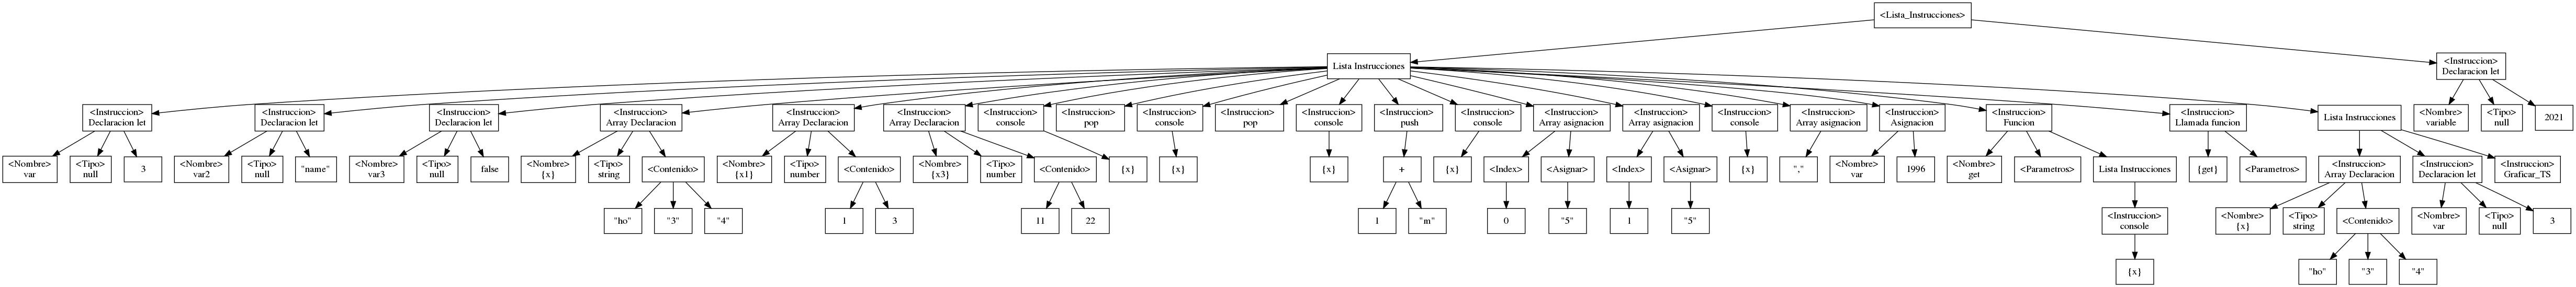 <Lista_Instrucciones>
Lista Instrucciones
<Instruccion>
Declaracion let
<Instruccion>
Declaracion let
<Instruccion>
Declaracion let
<Instruccion>
Declaracion let
<Instruccion>
Array Declaracion
<Instruccion>
Array Declaracion
<Instruccion>
Array Declaracion
<Instruccion>
console
<Instruccion>
pop
<Instruccion>
console
<Instruccion>
pop
<Instruccion>
console
<Instruccion>
push
<Instruccion>
console
<Instruccion>
Array asignacion
<Instruccion>
Array asignacion
<Instruccion>
console
<Instruccion>
Array asignacion
<Instruccion>
Asignacion
<Instruccion>
Funcion
<Instruccion>
Llamada funcion
Lista Instrucciones
<Nombre>
variable
<Tipo>
null
2021
<Nombre>
var
<Tipo>
null
3
<Nombre>
var2
<Tipo>
null
"name"
<Nombre>
var3
<Tipo>
null
false
<Nombre>
{x}
<Tipo>
string
<Contenido>
<Nombre>
{x1}
<Tipo>
number
<Contenido>
<Nombre>
{x3}
<Tipo>
number
<Contenido>
{x}
{x}
{x}
+
{x}
<Index>
<Asignar>
<Index>
<Asignar>
{x}
","
<Nombre>
var
1996
<Nombre>
get
<Parametros>
Lista Instrucciones
{get}
<Parametros>
<Instruccion>
Array Declaracion
<Instruccion>
Declaracion let
<Instruccion>
Graficar_TS
"ho"
"3"
"4"
1
3
11
22
1
"m"
0
"5"
1
"5"
<Instruccion>
console
<Nombre>
{x}
<Tipo>
string
<Contenido>
<Nombre>
var
<Tipo>
null
3
{x}
"ho"
"3"
"4"